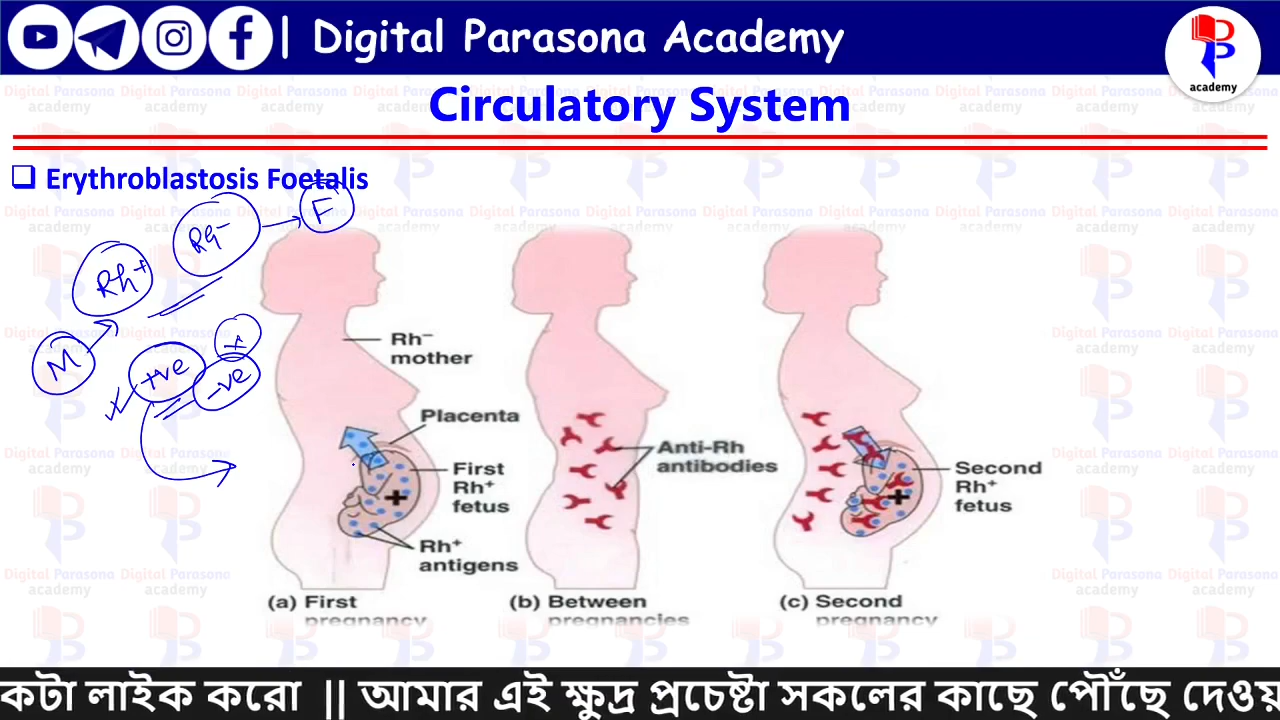 | Digital Parasona Academy
academy
Circulatory System
Erythroblastosis Foetalis
F
Rh-
Rh+
M
+ve
-ve
Rh⁻
mother
Placenta
First
Rh⁺
fetus
Rh⁺
antigens
Anti-Rh
antibodies
Second
Rh⁺
fetus
(a) First
pregnancy
(b) Between
pregnancies
(c) Second
pregnancy
কটা লাইক করো || আমার এই ক্ষুদ্র প্রচেষ্টা সকলের কাছে পৌঁছে দেওয়